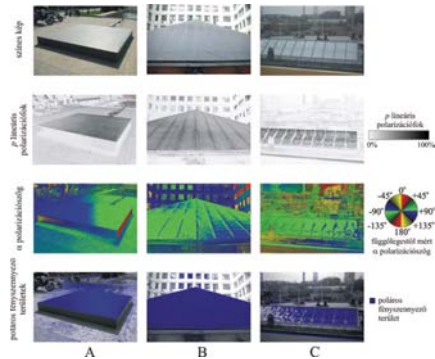 színes kép
p lineáris
polarizációfok
p lineáris
polarizációfok
0% 100%
α polarizációszög
0°
-45° +45°
-90° +90°
-135° +135°
180°
függőlegestől mért
α polarizációszög
poláros
fényszennyező
területek
poláros
fényszennyező
terület
A B C